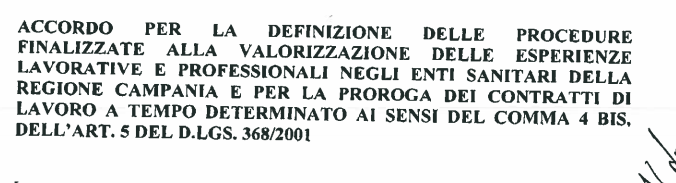 ACCORDO PER LA DEFINIZIONE DELLE PROCEDURE
FINALIZZATE ALLA VALORIZZAZIONE DELLE ESPERIENZE
LAVORATIVE E PROFESSIONALI NEGLI ENTI SANITARI DELLA
REGIONE CAMPANIA E PER LA PROROGA DEI CONTRATTI DI
LAVORO A TEMPO DETERMINATO AI SENSI DEL COMMA 4 BIS,
DELL'ART. 5 DEL D.LGS. 368/2001